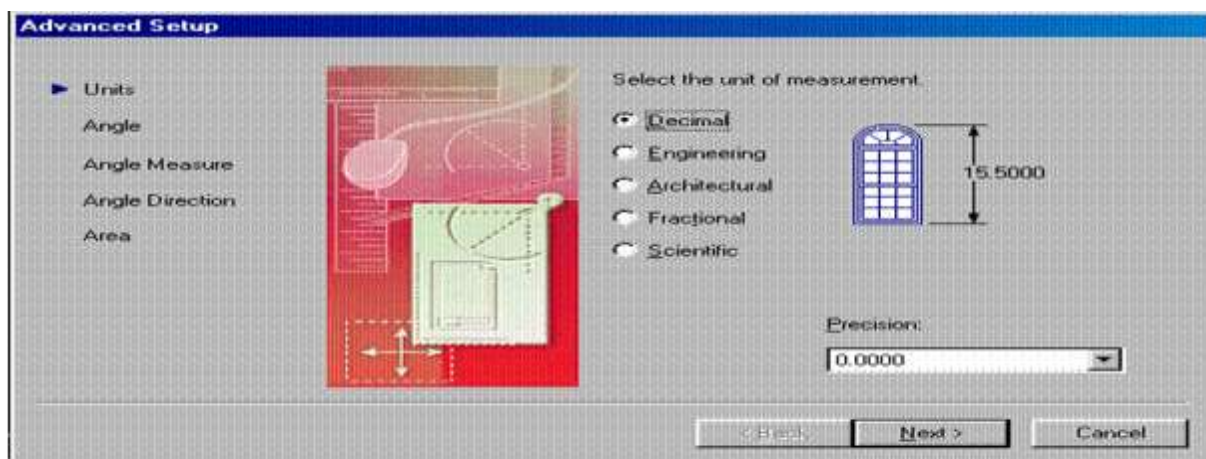 Advanced Setup
Units
Angle
Angle Measure
Angle Direction
Area
Select the unit of measurement.
Decimal
Engineering
Architectural
Fractional
Scientific
15.5000
Precision:
0.0000
< Back
Next >
Cancel